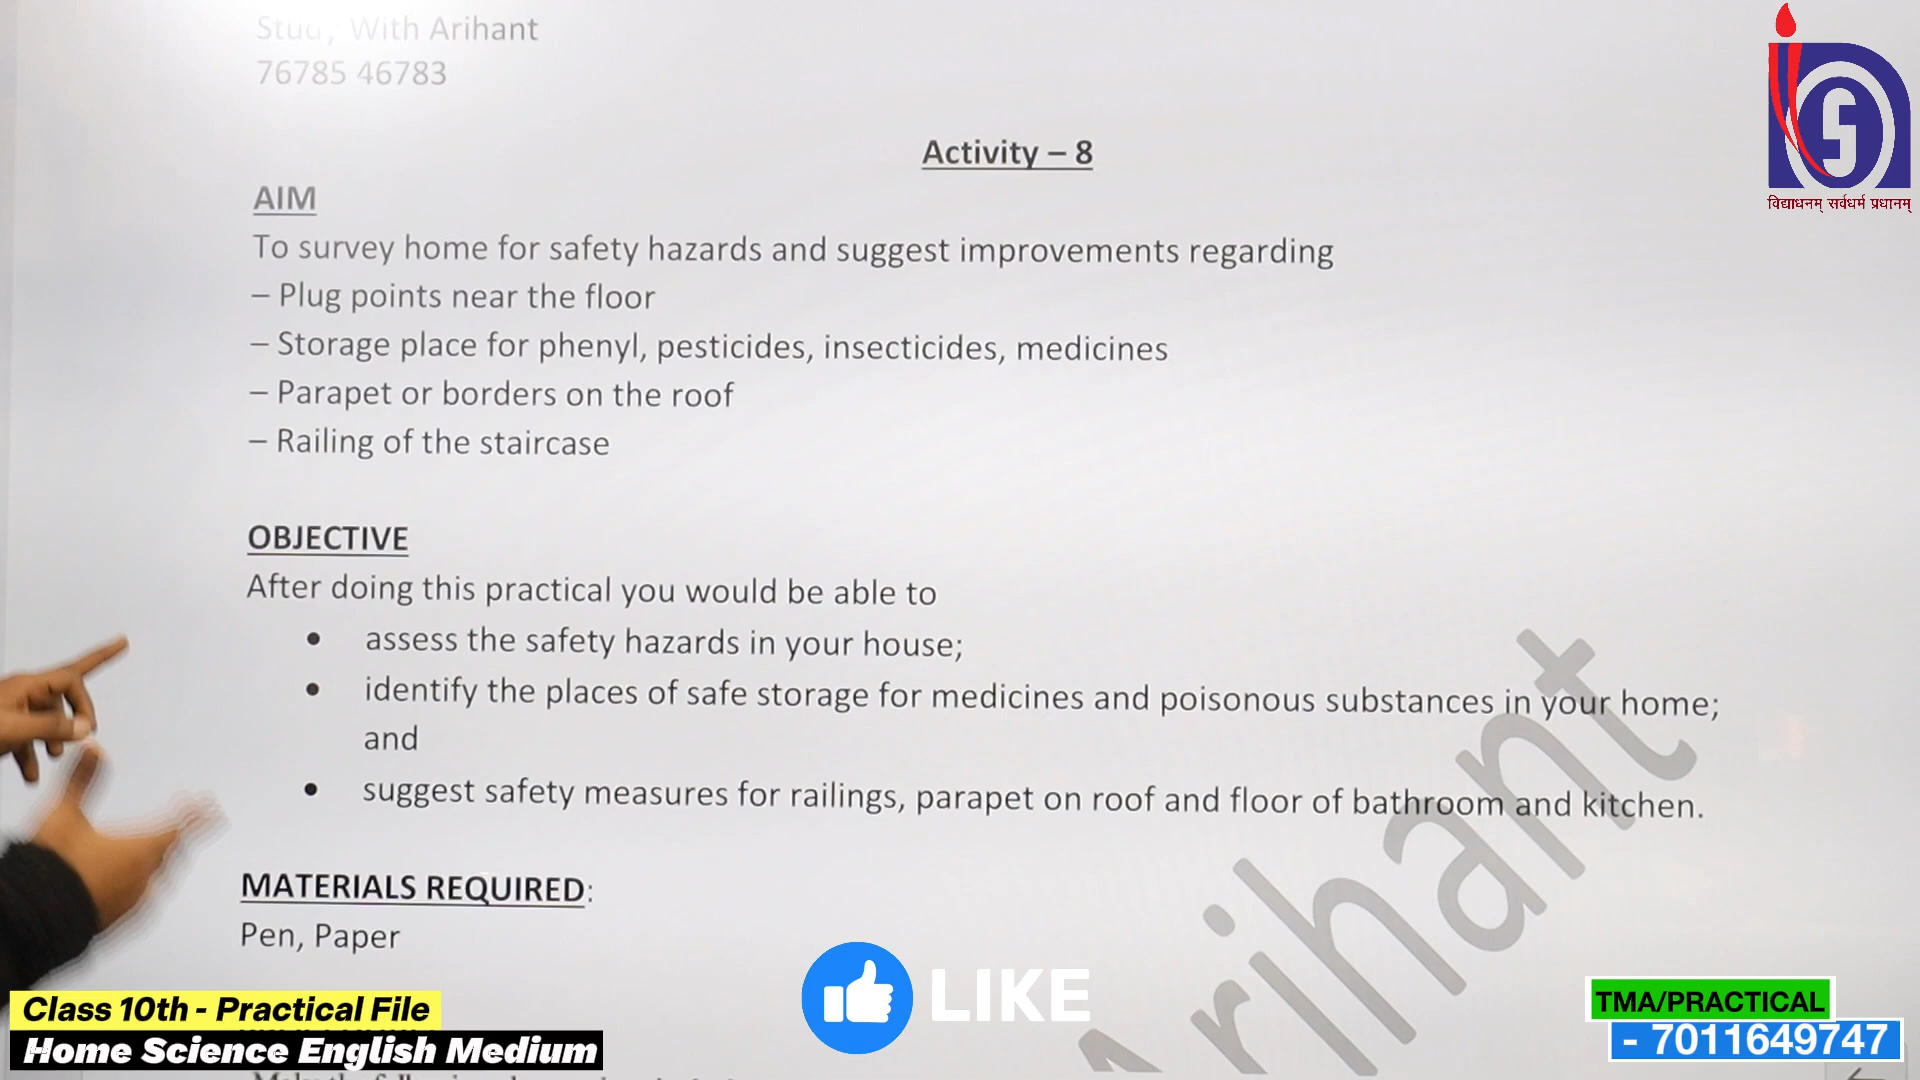 With Arihant
76785 46783
Activity – 8
AIM
To survey home for safety hazards and suggest improvements regarding
– Plug points near the floor
– Storage place for phenyl, pesticides, insecticides, medicines
– Parapet or borders on the roof
– Railing of the staircase
OBJECTIVE
After doing this practical you would be able to
• assess the safety hazards in your house;
• identify the places of safe storage for medicines and poisonous substances in your home;
and
• suggest safety measures for railings, parapet on roof and floor of bathroom and kitchen.
MATERIALS REQUIRED:
Pen, Paper
Arihant
विद्याधनम् सर्वधर्म प्रधानम्
LIKE
Class 10th - Practical File
Home Science English Medium
TMA/PRACTICAL
- 7011649747